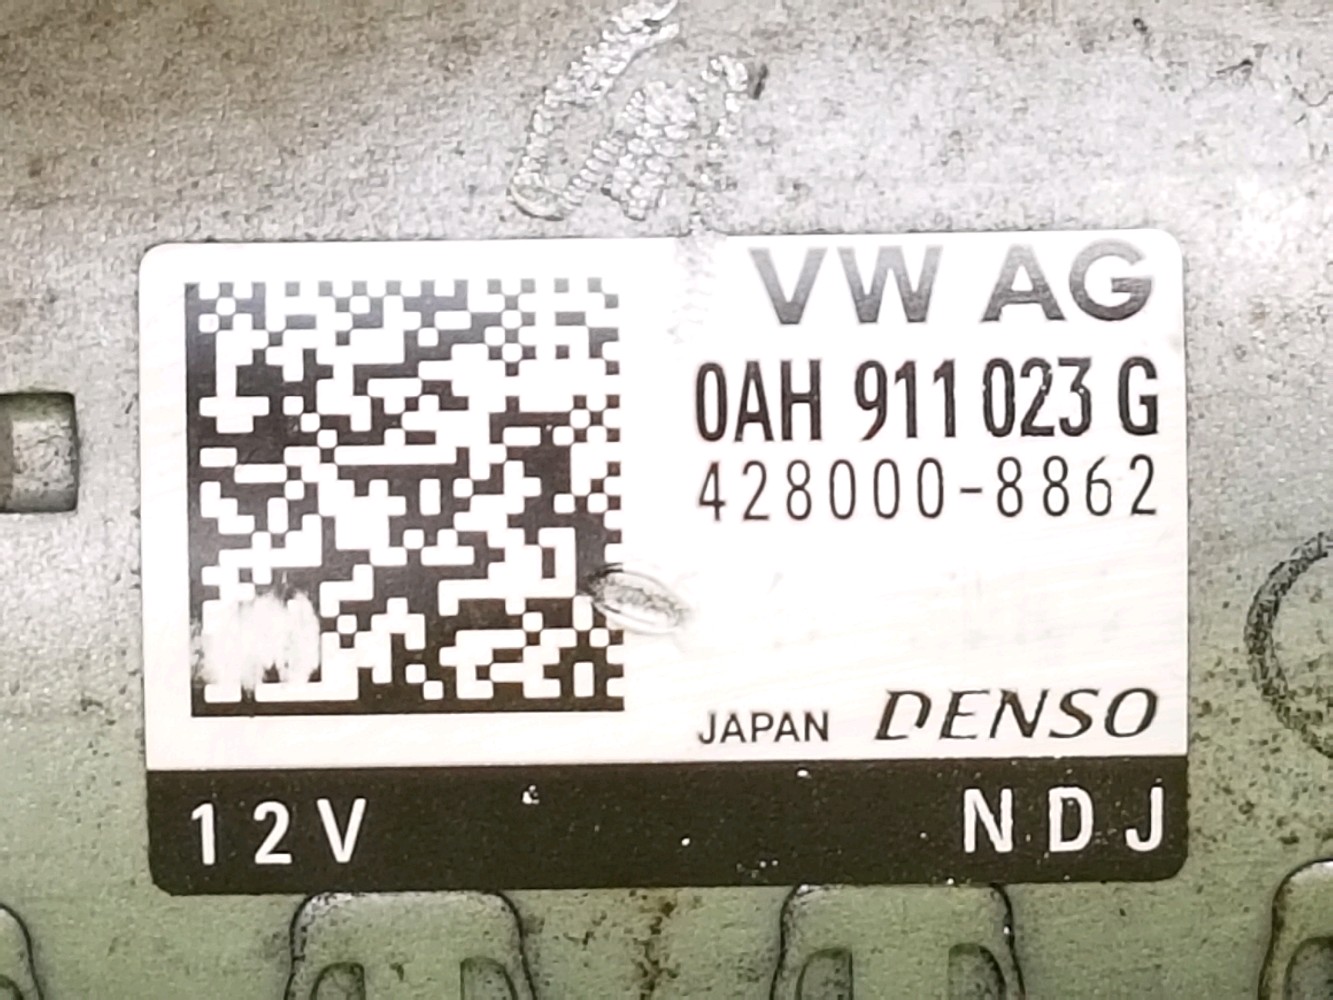 VW AG
0AH 911 023 G
428000-8862
JAPAN DENSO
12V NDJ